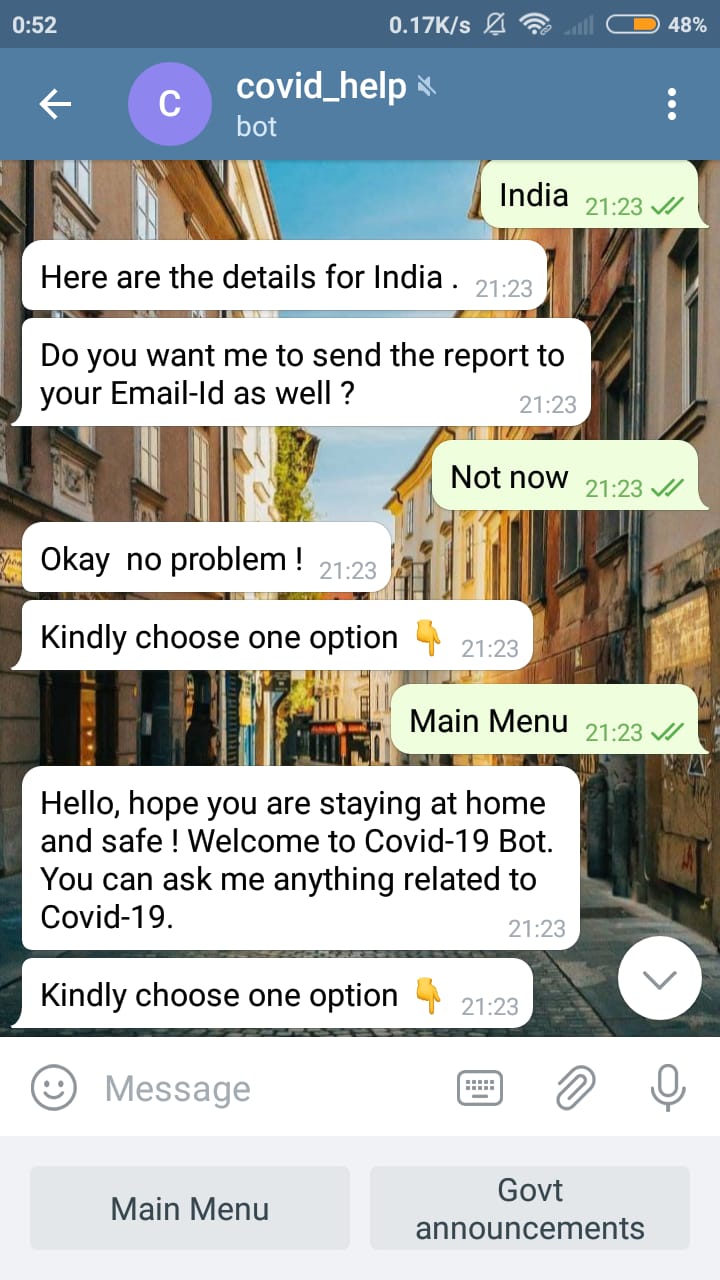 0:52
0.17K/s
48%
C
covid_help
bot
India
21:23
Here are the details for India .
21:23
Do you want me to send the report to
your Email-Id as well ?
21:23
Not now
21:23
Okay  no problem !
21:23
Kindly choose one option 👇
21:23
Main Menu
21:23
Hello, hope you are staying at home
and safe ! Welcome to Covid-19 Bot.
You can ask me anything related to
Covid-19.
21:23
Kindly choose one option 👇
21:23
Message
Main Menu
Govt
announcements